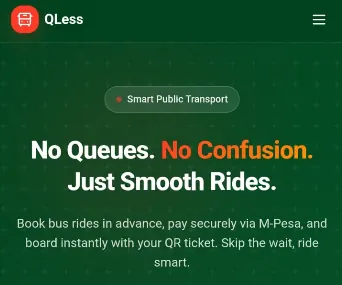 QLess
Smart Public Transport
No Queues. No Confusion.
Just Smooth Rides.
Book bus rides in advance, pay securely via M-Pesa, and
board instantly with your QR ticket. Skip the wait, ride
smart.